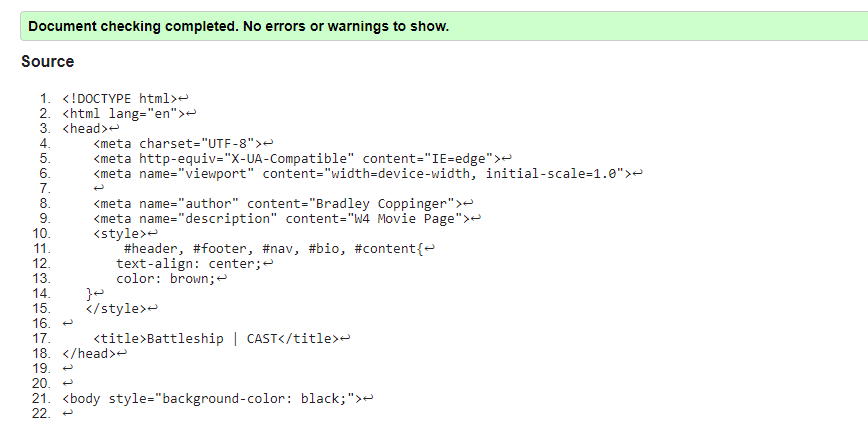 Document checking completed. No errors or warnings to show.
Source
1. <!DOCTYPE html>↩
2. <html lang="en">↩
3. <head>↩
4.     <meta charset="UTF-8">↩
5.     <meta http-equiv="X-UA-Compatible" content="IE=edge">↩
6.     <meta name="viewport" content="width=device-width, initial-scale=1.0">↩
7.     ↩
8.     <meta name="author" content="Bradley Coppinger">↩
9.     <meta name="description" content="W4 Movie Page">↩
10.     <style>↩
11.         #header, #footer, #nav, #bio, #content{↩
12.        text-align: center;↩
13.        color: brown;↩
14.    }↩
15.    </style>↩
16. ↩
17.     <title>Battleship | CAST</title>↩
18. </head>↩
19. ↩
20. ↩
21. <body style="background-color: black;">↩
22. ↩